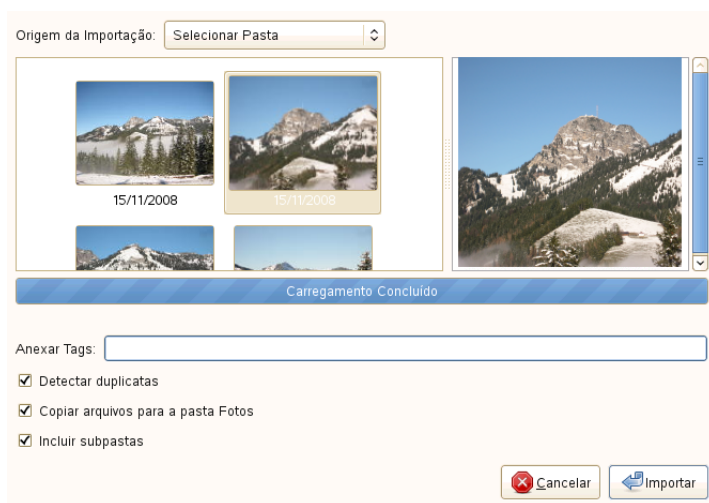 Origem da Importação: Selecionar Pasta
15/11/2008 15/11/2008
Carregamento Concluído
Anexar Tags:
Detectar duplicatas
Copiar arquivos para a pasta Fotos
Incluir subpastas
Cancelar Importar